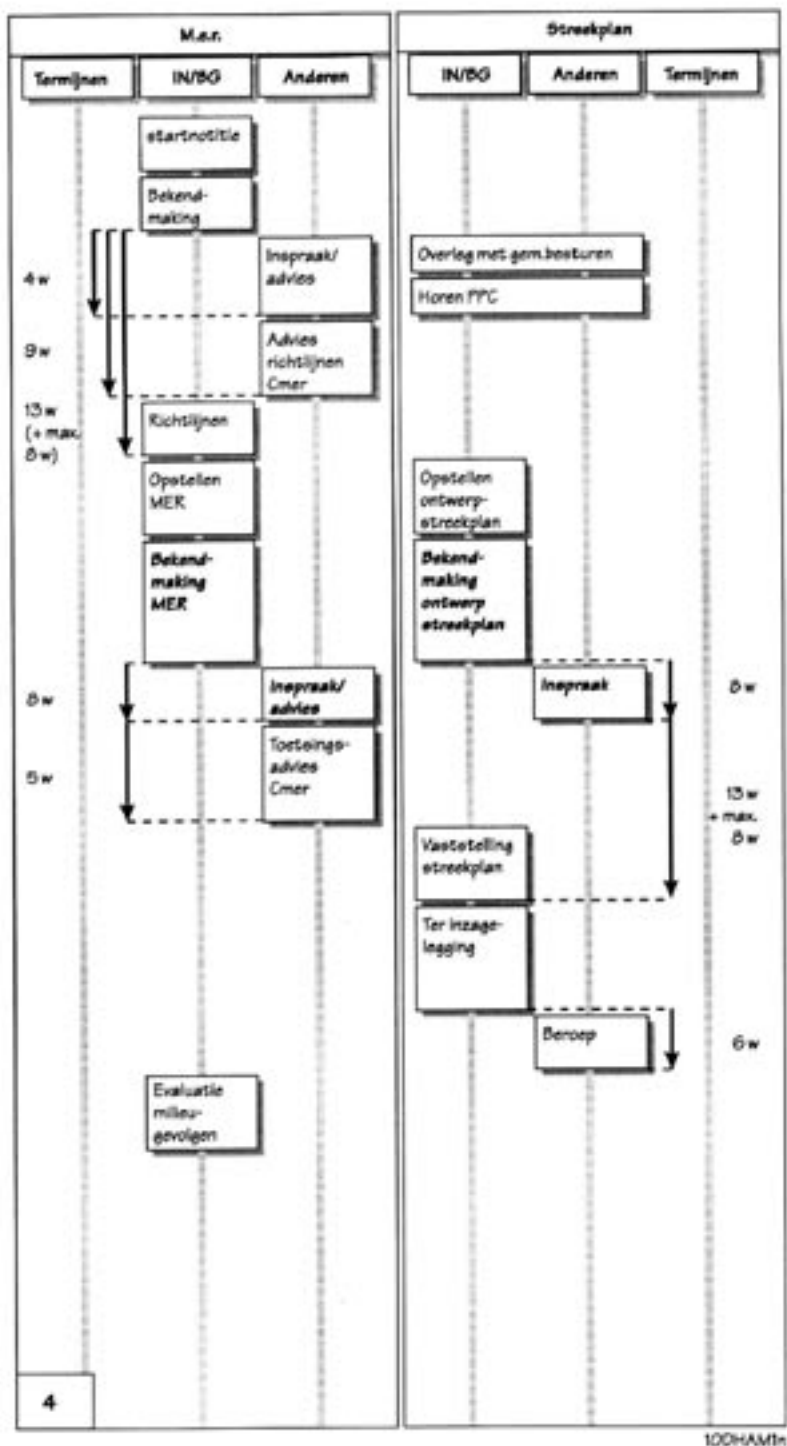 M.e.r.
Termijnen
IN/BG
Anderen
startnotitie
Bekend-
making
4 w
Inspraak/
advies
9 w
Advies
richtlijnen
Cmer
13 w
(+ max.
8 w)
Richtlijnen
Opstellen
MER
Bekend-
making
MER
8 w
Inspraak/
advies
5 w
Toetsings-
advies
Cmer
Evaluatie
milieu-
gevolgen
4
Streekplan
IN/BG
Anderen
Termijnen
Overleg met gem.besturen
Horen PPC
Opstellen
ontwerp-
streekplan
Bekend-
making
ontwerp
streekplan
Inspraak
8 w
13 w
+ max.
8 w
Vaststelling
streekplan
Ter inzage-
legging
Beroep
6 w
10DHAM1n